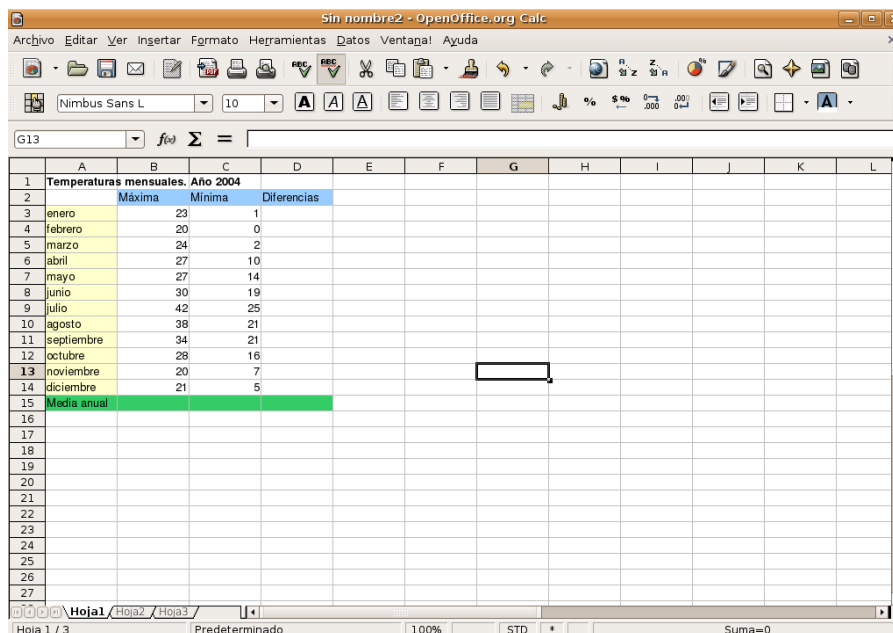 Sin nombre2 - OpenOffice.org Calc
Archivo Editar Ver Insertar Formato Herramientas Datos Ventana! Ayuda
Nimbus Sans L 10
G13 f(x) Σ =
A B C D E F G H I J K L
1 Temperaturas mensuales. Año 2004
2 Máxima Mínima Diferencias
3 enero 23 1
4 febrero 20 0
5 marzo 24 2
6 abril 27 10
7 mayo 27 14
8 junio 30 19
9 julio 42 25
10 agosto 38 21
11 septiembre 34 21
12 octubre 28 16
13 noviembre 20 7
14 diciembre 21 5
15 Media anual
16
17
18
19
20
21
22
23
24
25
26
27
Hoja1 Hoja2 Hoja3
Hoja 1 / 3 Predeterminado 100% STD * Suma=0